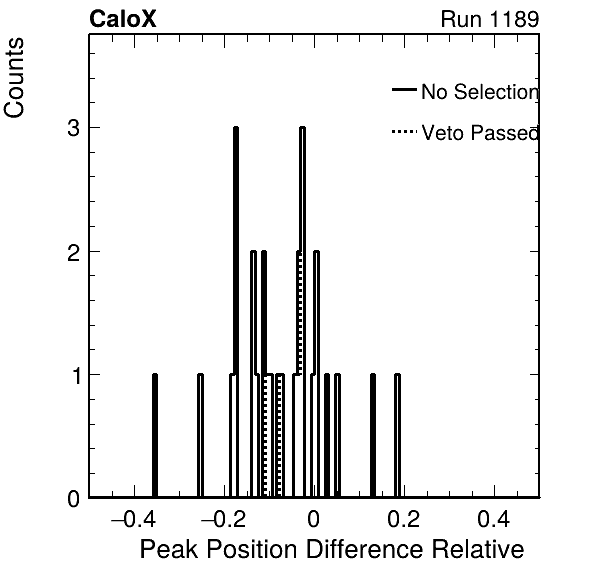 CaloX Run 1189
Counts
No Selection
Veto Passed
3
2
1
0
−0.4 −0.2 0 0.2 0.4
Peak Position Difference Relative